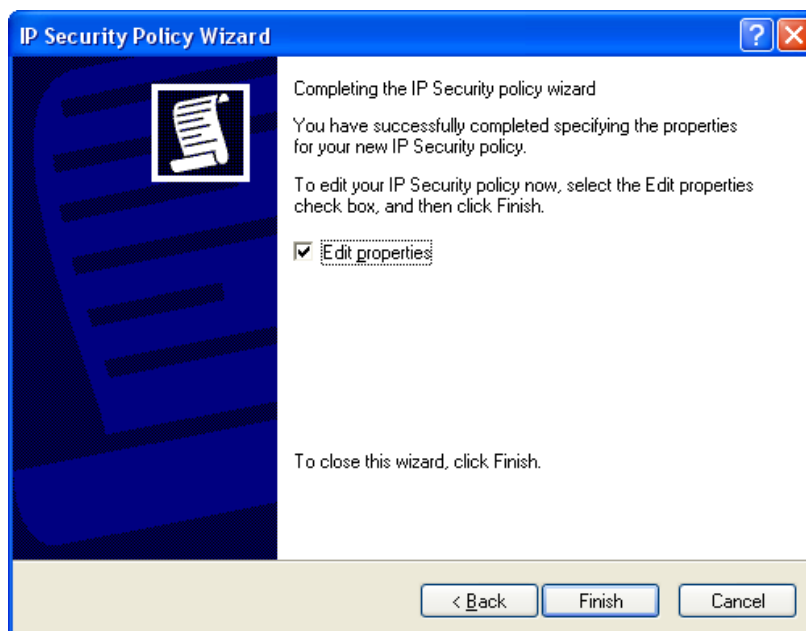 IP Security Policy Wizard
Completing the IP Security policy wizard
You have successfully completed specifying the properties
for your new IP Security policy.
To edit your IP Security policy now, select the Edit properties
check box, and then click Finish.
Edit properties
To close this wizard, click Finish.
< Back
Finish
Cancel